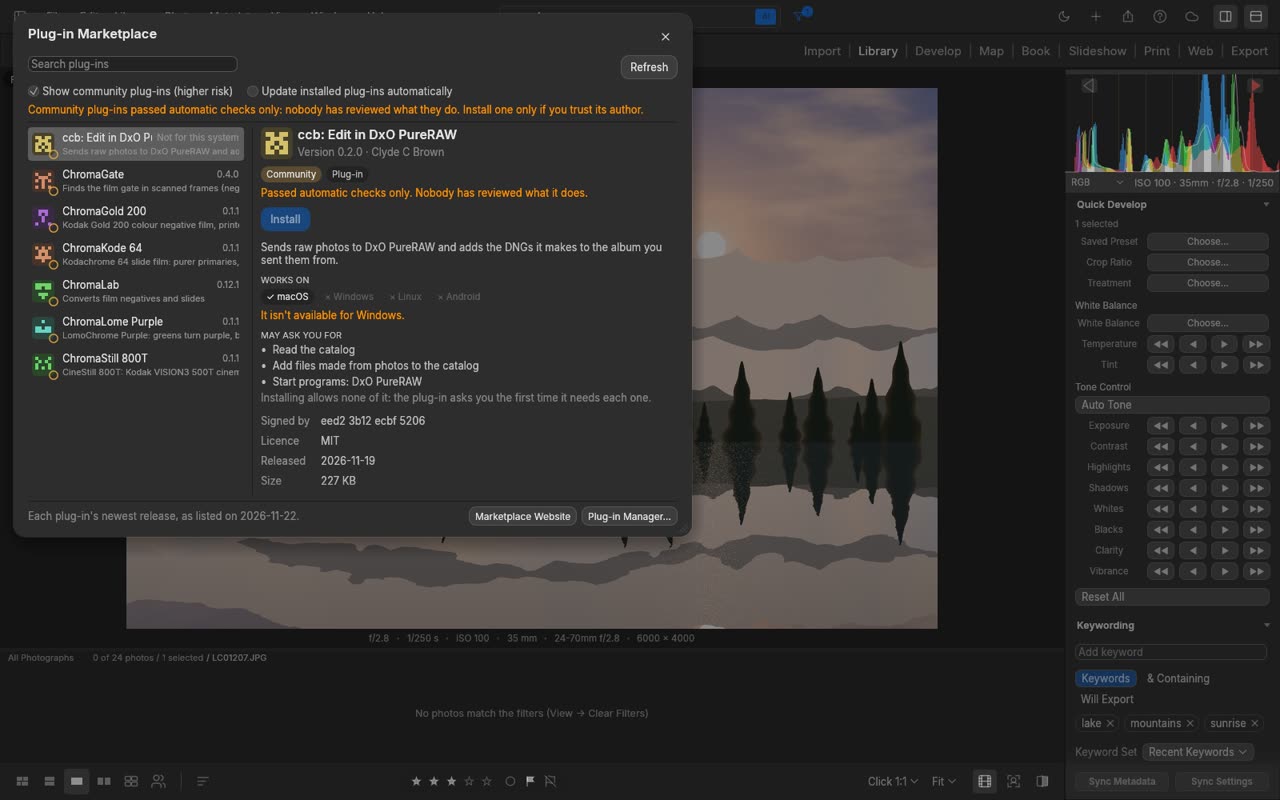 Plug-in Marketplace
Search plug-ins
Refresh
Show community plug-ins (higher risk)
Update installed plug-ins automatically
Community plug-ins passed automatic checks only: nobody has reviewed what they do. Install one only if you trust its author.
ccb: Edit in DxO P
Not for this system
Sends raw photos to DxO PureRAW and
ChromaGate
0.4.0
Finds the film gate in scanned frames (neg
ChromaGold 200
0.1.1
Kodak Gold 200 colour negative film, print
ChromaKode 64
0.1.1
Kodachrome 64 slide film: purer primaries,
ChromaLab
0.12.1
Converts film negatives and slides
ChromaLome Purple
0.1.1
LomoChrome Purple: greens turn purple, b
ChromaStill 800T
0.1.1
CineStill 800T: Kodak VISION3 500T cinem
ccb: Edit in DxO PureRAW
Version 0.2.0 · Clyde C Brown
Community
Plug-in
Passed automatic checks only. Nobody has reviewed what it does.
Install
Sends raw photos to DxO PureRAW and adds the DNGs it makes to the album you
sent them from.
WORKS ON
✓ macOS
× Windows
× Linux
× Android
It isn't available for Windows.
MAY ASK YOU FOR
• Read the catalog
• Add files made from photos to the catalog
• Start programs: DxO PureRAW
Installing allows none of it: the plug-in asks you the first time it needs each one.
Signed by eed2 3b12 ecbf 5206
Licence MIT
Released 2026-11-19
Size 227 KB
Each plug-in's newest release, as listed on 2026-11-22.
Marketplace Website
Plug-in Manager...
Import
Library
Develop
Map
Book
Slideshow
Print
Web
Export
RGB
ISO 100 · 35mm · f/2.8 · 1/250
Quick Develop
1 selected
Saved Preset
Choose...
Crop Ratio
Choose...
Treatment
Choose...
White Balance
White Balance
Choose...
Temperature
Tint
Tone Control
Auto Tone
Exposure
Contrast
Highlights
Shadows
Whites
Blacks
Clarity
Vibrance
Reset All
Keywording
Add keyword
Keywords
& Containing
Will Export
lake ×
mountains ×
sunrise ×
Keyword Set
Recent Keywords
Sync Metadata
Sync Settings
f/2.8 · 1/250 s · ISO 100 · 35 mm · 24-70mm f/2.8 · 6000 × 4000
All Photographs
0 of 24 photos / 1 selected / LC01207.JPG
No photos match the filters (View → Clear Filters)
Click 1:1
Fit